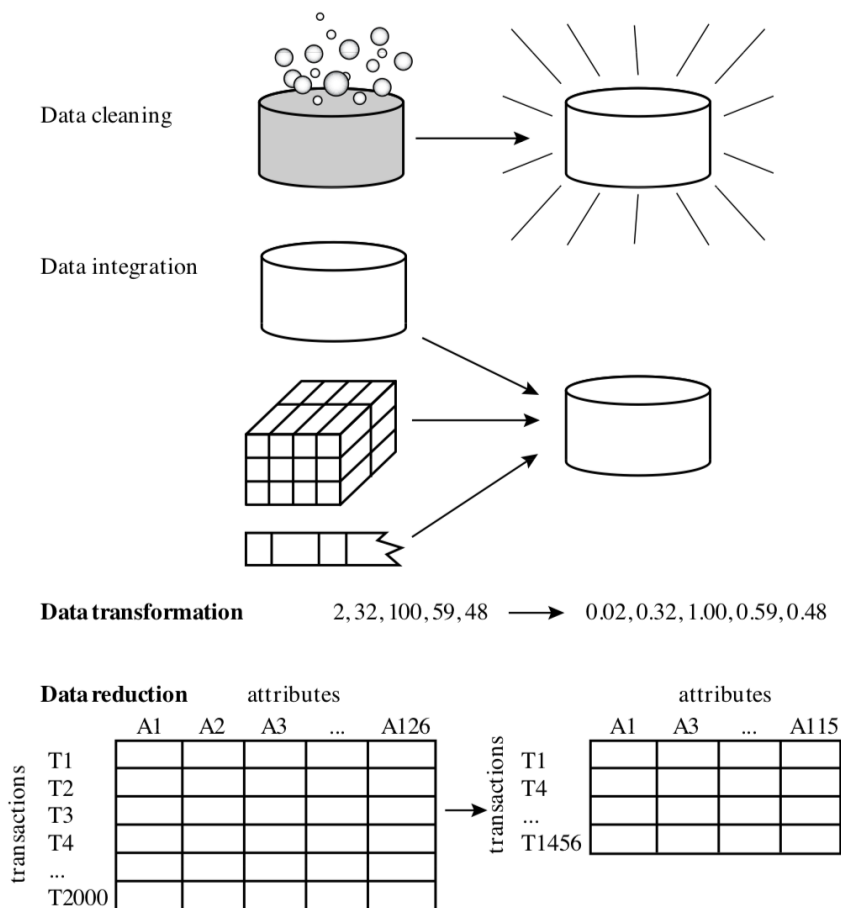 Data cleaning
Data integration
Data transformation 2, 32, 100, 59, 48 0.02, 0.32, 1.00, 0.59, 0.48
Data reduction attributes
A1 A2 A3 ... A126
transactions
T1
T2
T3
T4
...
T2000
attributes
A1 A3 ... A115
transactions
T1
T4
...
T1456